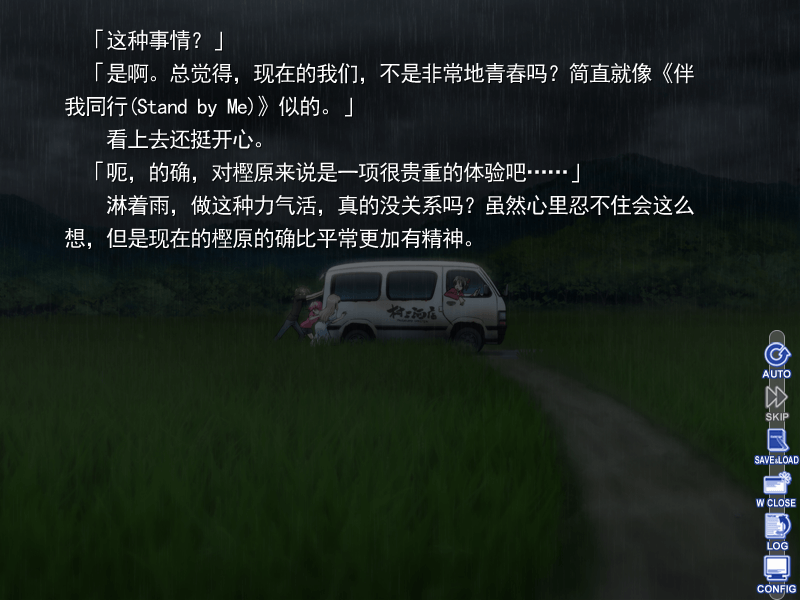 「这种事情？」
「是啊。总觉得，现在的我们，不是非常地青春吗？简直就像《伴
我同行(Stand by Me)》似的。」
看上去还挺开心。
「呃，的确，对樫原来说是一项很贵重的体验吧……」
淋着雨，做这种力气活，真的没关系吗？虽然心里忍不住会这么
想，但是现在的樫原的确比平常更加有精神。
AUTO
SKIP
SAVE&LOAD
W CLOSE
LOG
CONFIG